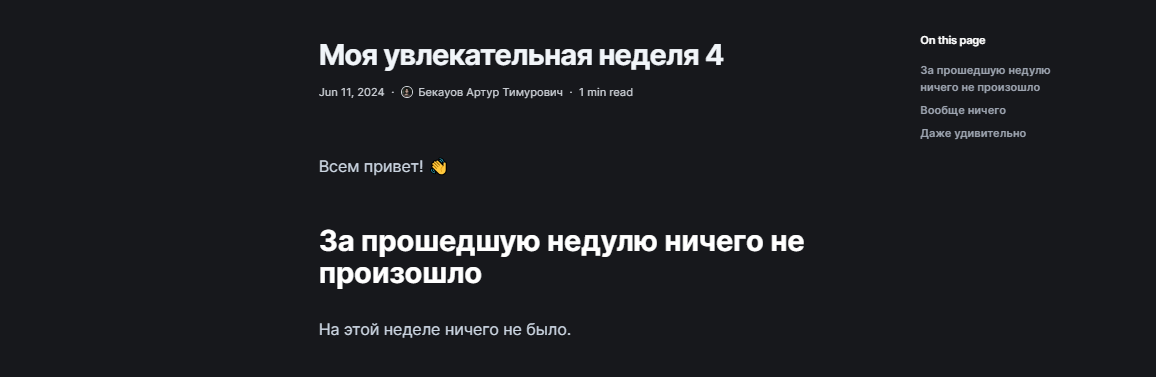 Моя увлекательная неделя 4
Jun 11, 2024 · Бекауов Артур Тимурович · 1 min read
Всем привет! 👋
За прошедшую недулю ничего не
произошло
На этой неделе ничего не было.
On this page
За прошедшую недулю
ничего не произошло
Вообще ничего
Даже удивительно